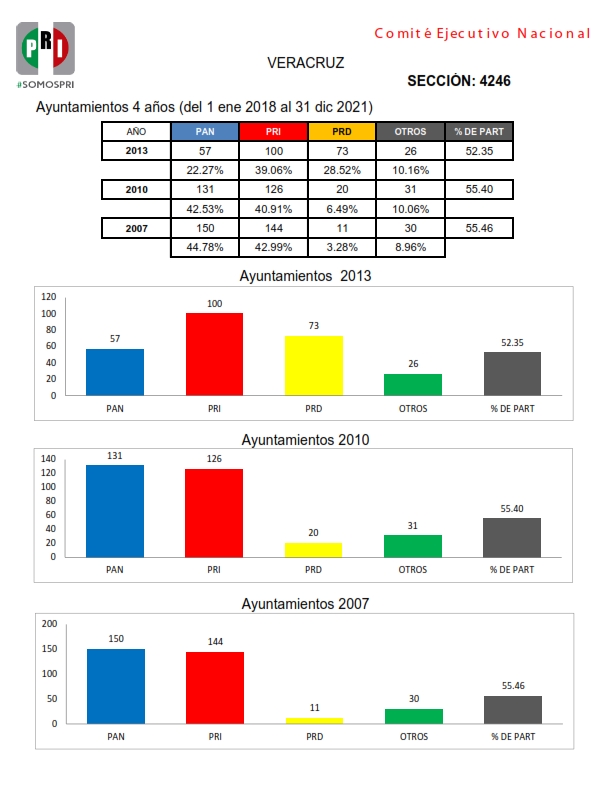 Comité Ejecutivo Nacional
PRI
#SOMOSPRI
VERACRUZ
SECCIÓN: 4246
Ayuntamientos 4 años (del 1 ene 2018 al 31 dic 2021)
AÑO PAN PRI PRD OTROS % DE PART
2013 57 100 73 26 52.35
22.27% 39.06% 28.52% 10.16%
2010 131 126 20 31 55.40
42.53% 40.91% 6.49% 10.06%
2007 150 144 11 30 55.46
44.78% 42.99% 3.28% 8.96%
Ayuntamientos 2013
120
100
80
60
40
20
0
57 100 73 26 52.35
PAN PRI PRD OTROS % DE PART
Ayuntamientos 2010
140
120
100
80
60
40
20
0
131 126 20 31 55.40
PAN PRI PRD OTROS % DE PART
Ayuntamientos 2007
200
150
100
50
0
150 144 11 30 55.46
PAN PRI PRD OTROS % DE PART